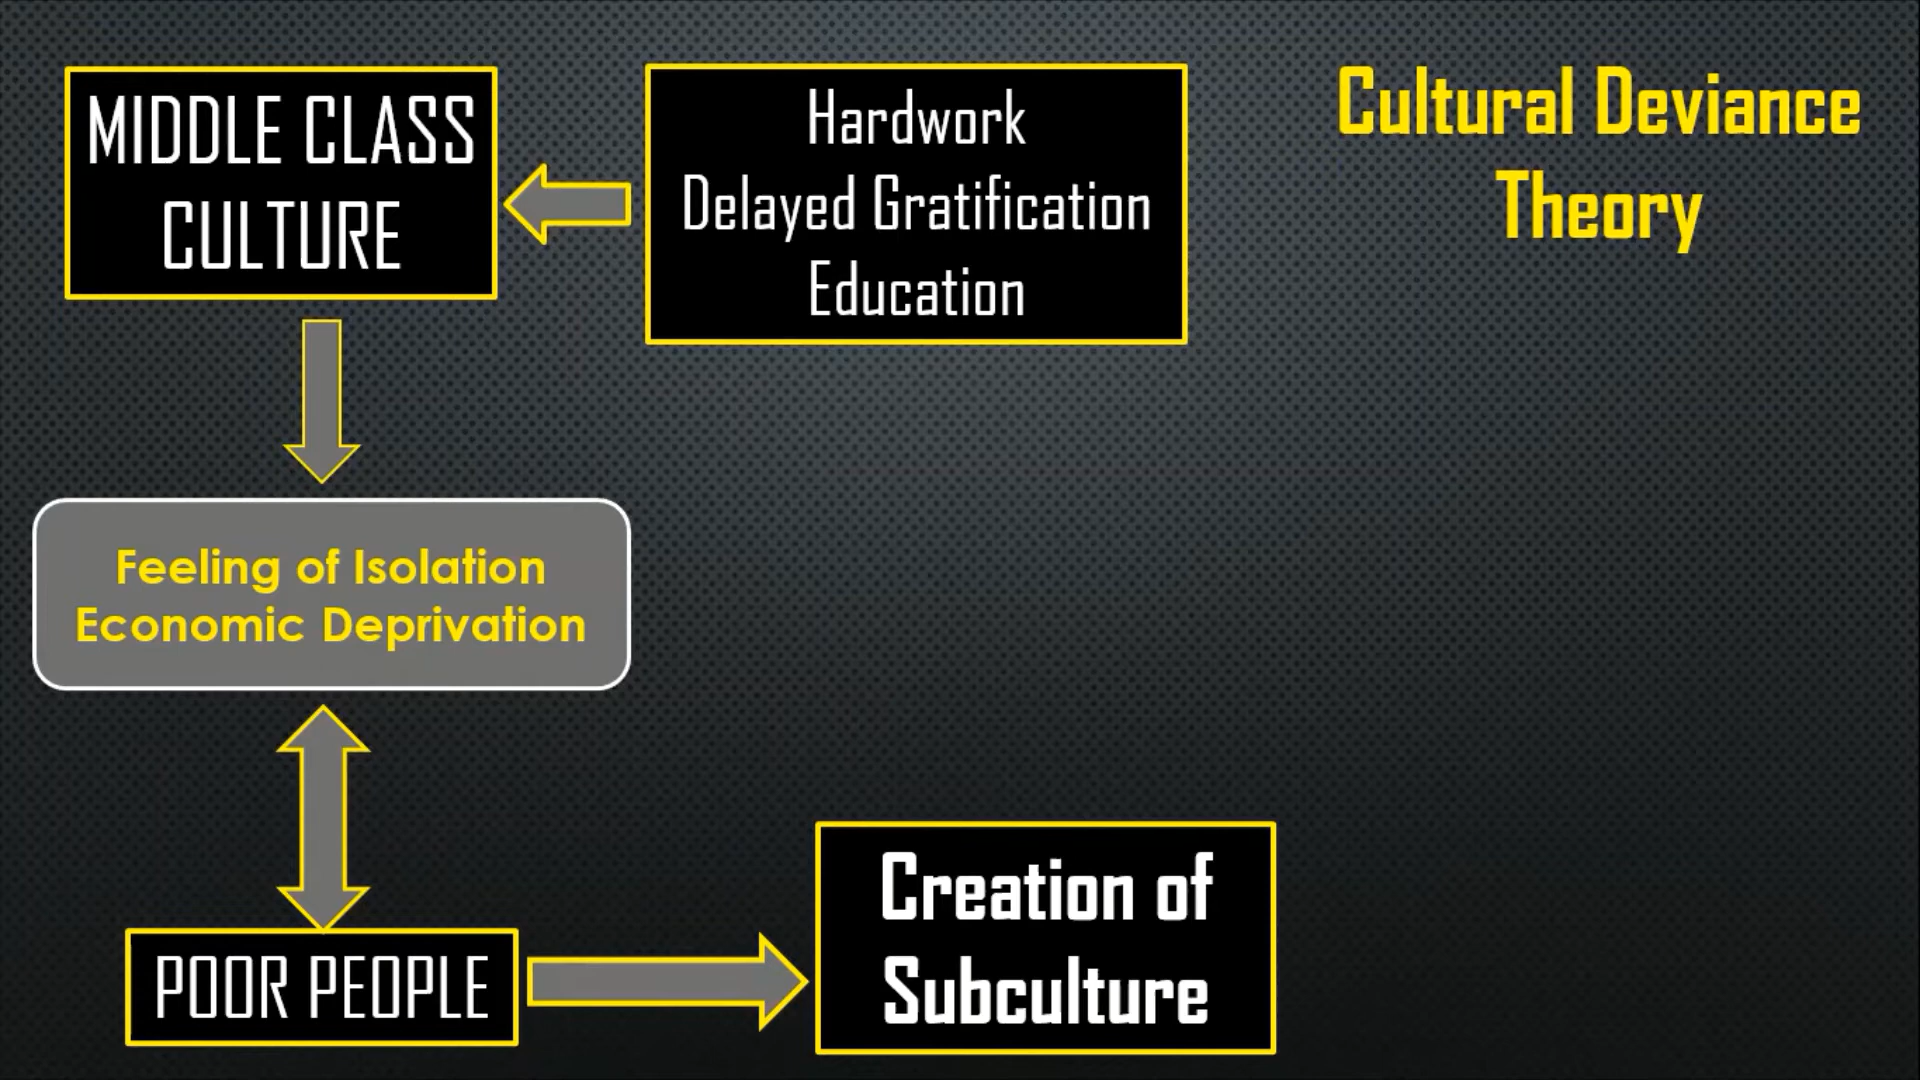 MIDDLE CLASS
CULTURE
Hardwork
Delayed Gratification
Education
Cultural Deviance
Theory
Feeling of Isolation
Economic Deprivation
POOR PEOPLE
Creation of
Subculture